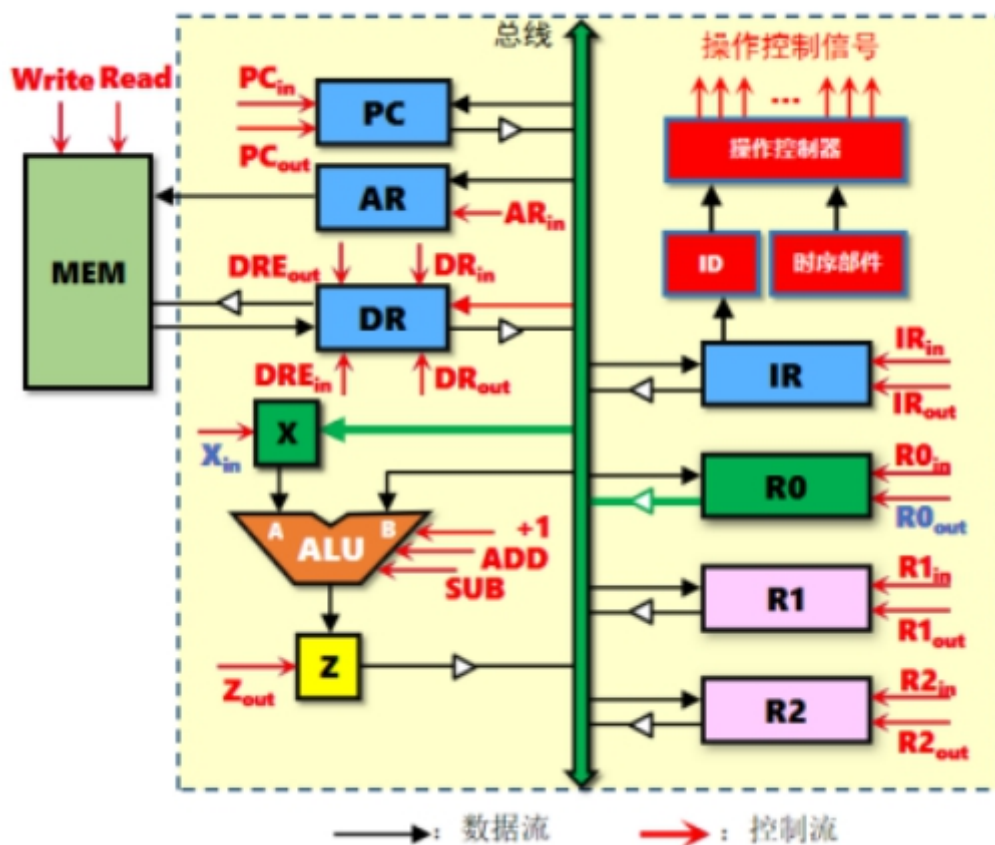 总线
操作控制信号
Write Read
PCin
PC
...
操作控制器
PCout
AR
ARin
MEM
ID
时序部件
DREout
DRin
DR
DREin
DRout
IR
IRin
IRout
X
Xin
R0
R0in
R0out
A
B
ALU
+1
ADD
SUB
R1
R1in
R1out
Z
Zout
R2
R2in
R2out
：数据流
：控制流